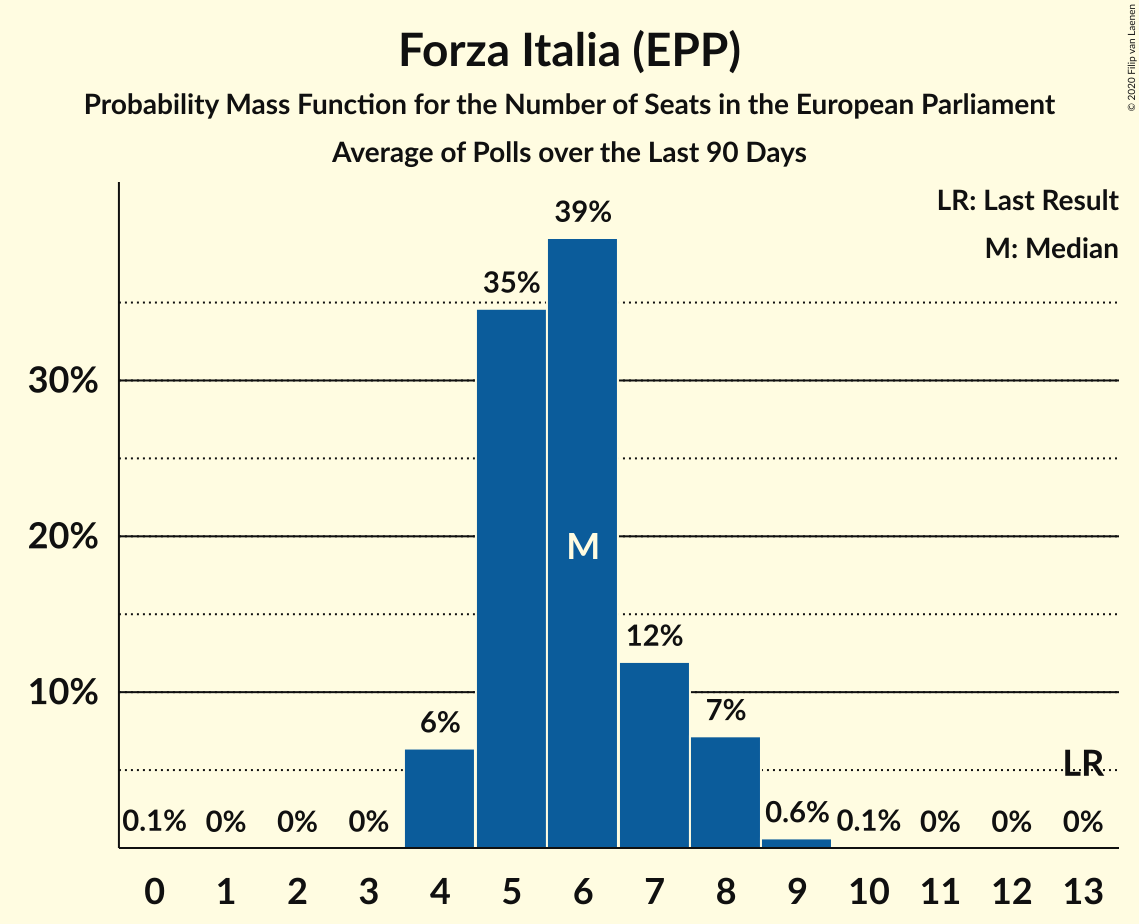 Forza Italia (EPP)
Probability Mass Function for the Number of Seats in the European Parliament
Average of Polls over the Last 90 Days
© 2020 Filip van Laenen
LR: Last Result
M: Median
39%
35%
30%
M
20%
12%
10%
7%
6%
LR
0.1% 0% 0% 0% 0.6% 0.1% 0% 0% 0%
0 1 2 3 4 5 6 7 8 9 10 11 12 13